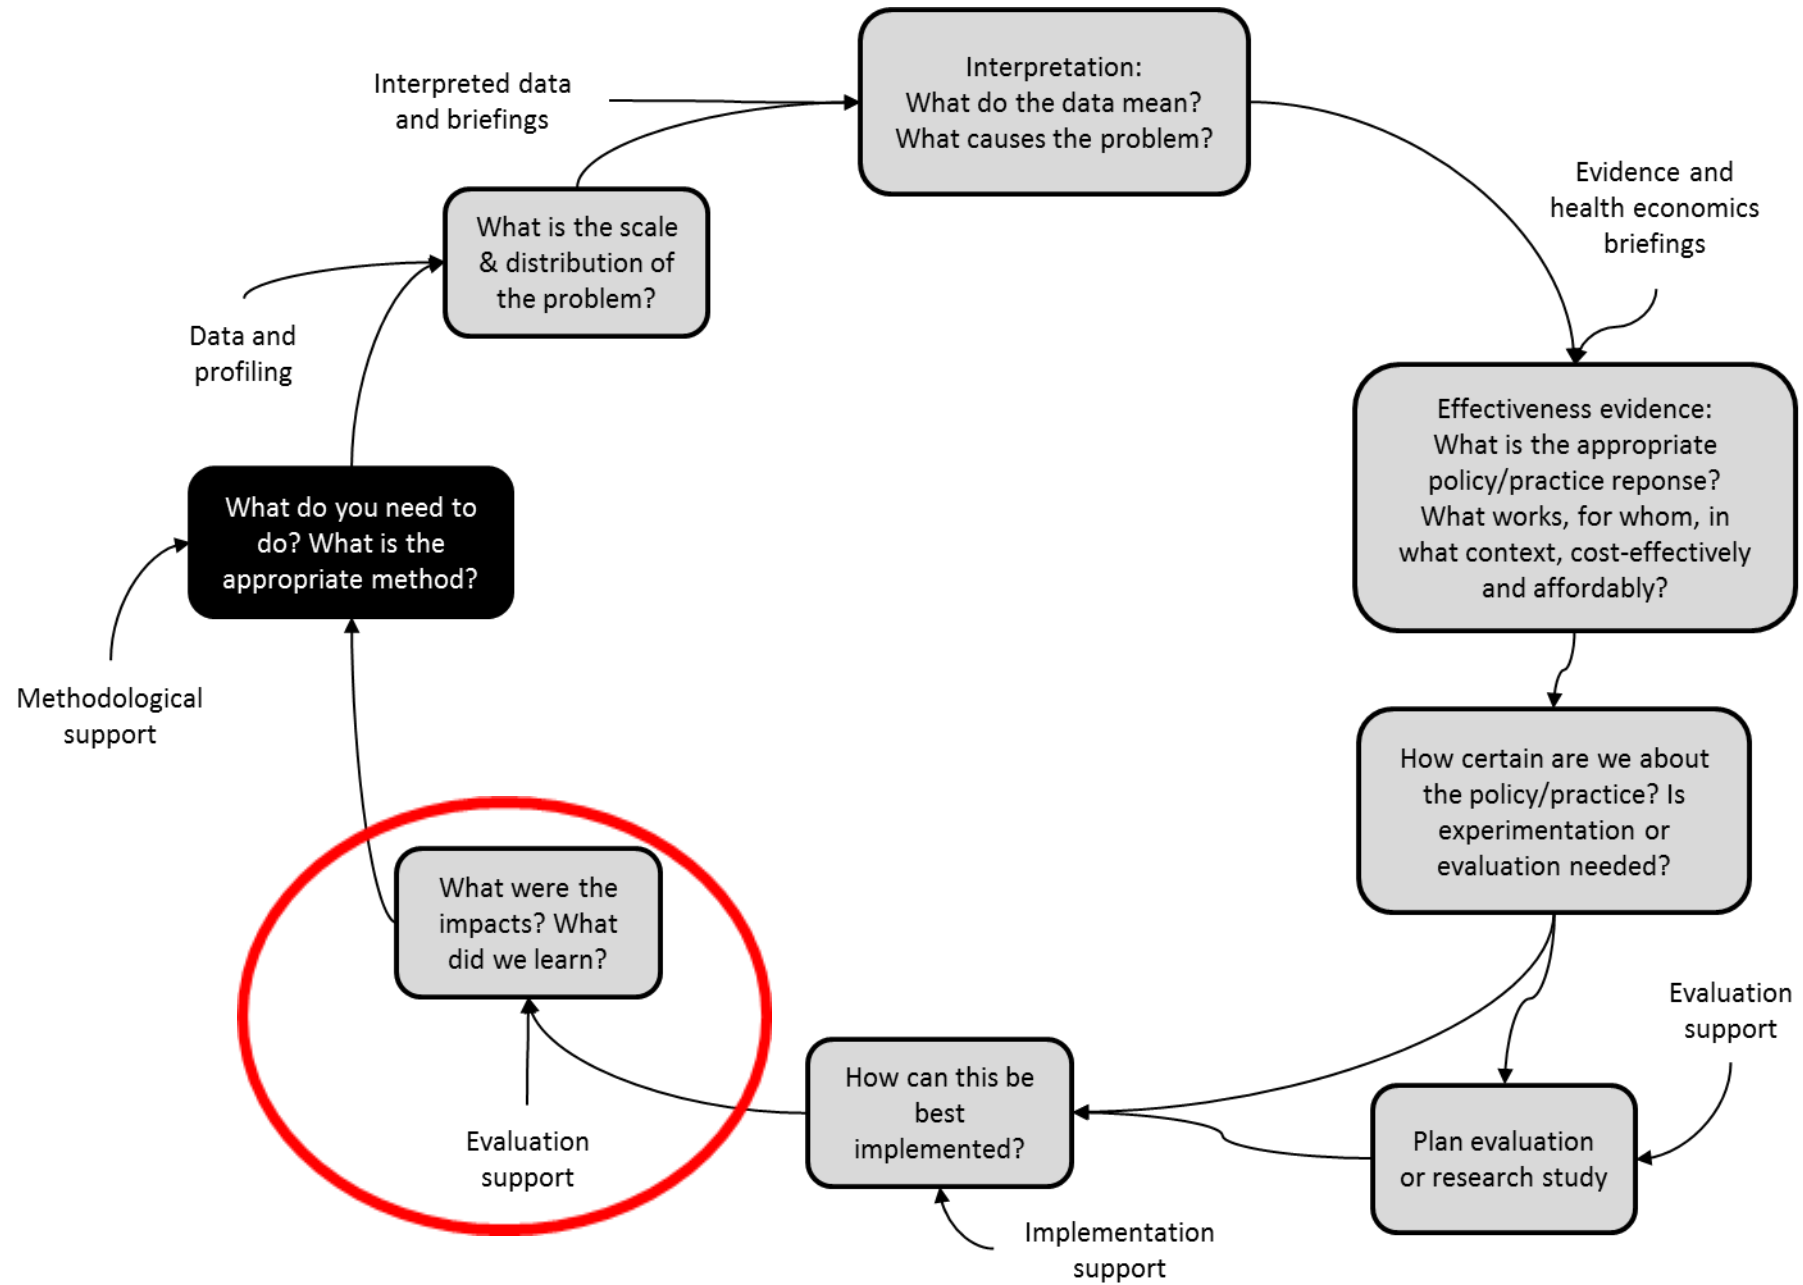 Interpretation:
What do the data mean?
What causes the problem?
Interpreted data
and briefings
Evidence and
health economics
briefings
What is the scale
& distribution of
the problem?
Data and
profiling
Effectiveness evidence:
What is the appropriate
policy/practice reponse?
What works, for whom, in
what context, cost-effectively
and affordably?
What do you need to
do? What is the
appropriate method?
Methodological
support
How certain are we about
the policy/practice? Is
experimentation or
evaluation needed?
What were the
impacts? What
did we learn?
Evaluation
support
Evaluation
support
How can this be
best
implemented?
Plan evaluation
or research study
Implementation
support